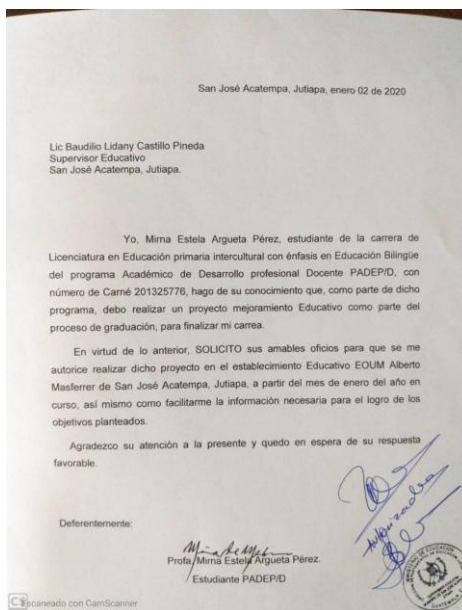 San José Acatempa, Jutiapa, enero 02 de 2020
Lic Baudilio Lidany Castillo Pineda
Supervisor Educativo
San José Acatempa, Jutiapa.
Yo, Mirna Estela Argueta Pérez, estudiante de la carrera de
Licenciatura en Educación primaria intercultural con énfasis en Educación Bilingüe
del programa Académico de Desarrollo profesional Docente PADEP/D, con
número de Carné 201325776, hago de su conocimiento que, como parte de dicho
programa, debo realizar un proyecto mejoramiento Educativo como parte del
proceso de graduación, para finalizar mi carrea.
En virtud de lo anterior, SOLICITO sus amables oficios para que se me
autorice realizar dicho proyecto en el establecimiento Educativo EOUM Alberto
Masferrer de San José Acatempa, Jutiapa, a partir del mes de enero del año en
curso, así mismo como facilitarme la información necesaria para el logro de los
objetivos planteados.
Agradezco su atención a la presente y quedo en espera de su respuesta
favorable.
Autorizados
Deferentemente:
Profa. Mirna Estela Argueta Pérez.
Estudiante PADEP/D
MINISTERIO DE EDUCACION
GUATEMALA
CS Escaneado con CamScanner